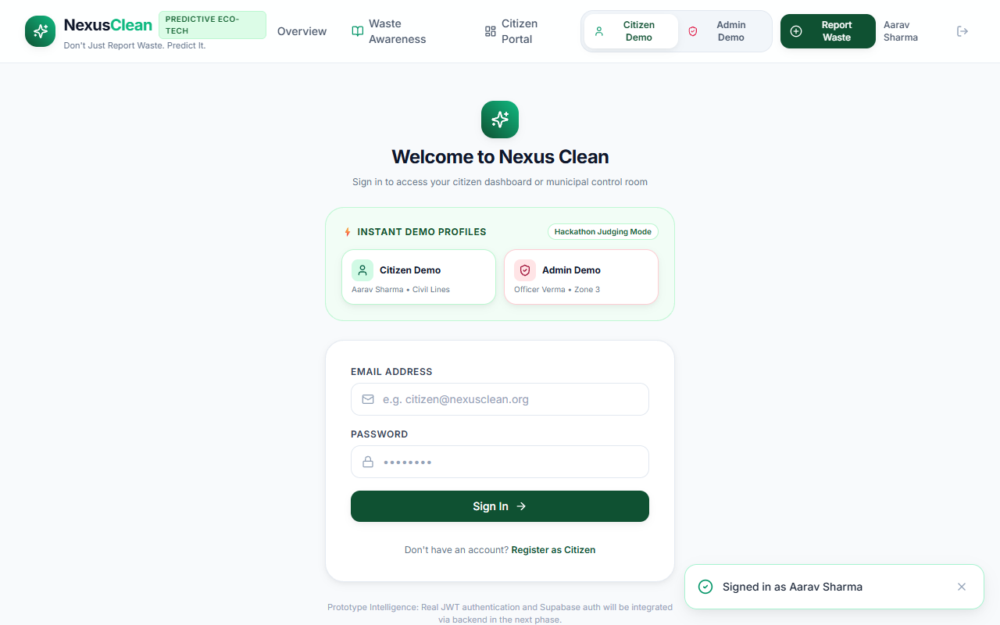 NexusClean
PREDICTIVE ECO-
TECH
Don't Just Report Waste. Predict It.
Overview
Waste
Awareness
Citizen
Portal
Citizen
Demo
Admin
Demo
Report
Waste
Aarav
Sharma
Welcome to Nexus Clean
Sign in to access your citizen dashboard or municipal control room
INSTANT DEMO PROFILES
Hackathon Judging Mode
Citizen Demo
Aarav Sharma • Civil Lines
Admin Demo
Officer Verma • Zone 3
EMAIL ADDRESS
e.g. citizen@nexusclean.org
PASSWORD
••••••••
Sign In
Don't have an account? Register as Citizen
Signed in as Aarav Sharma
Prototype Intelligence: Real JWT authentication and Supabase auth will be integrated
via backend in the next phase.